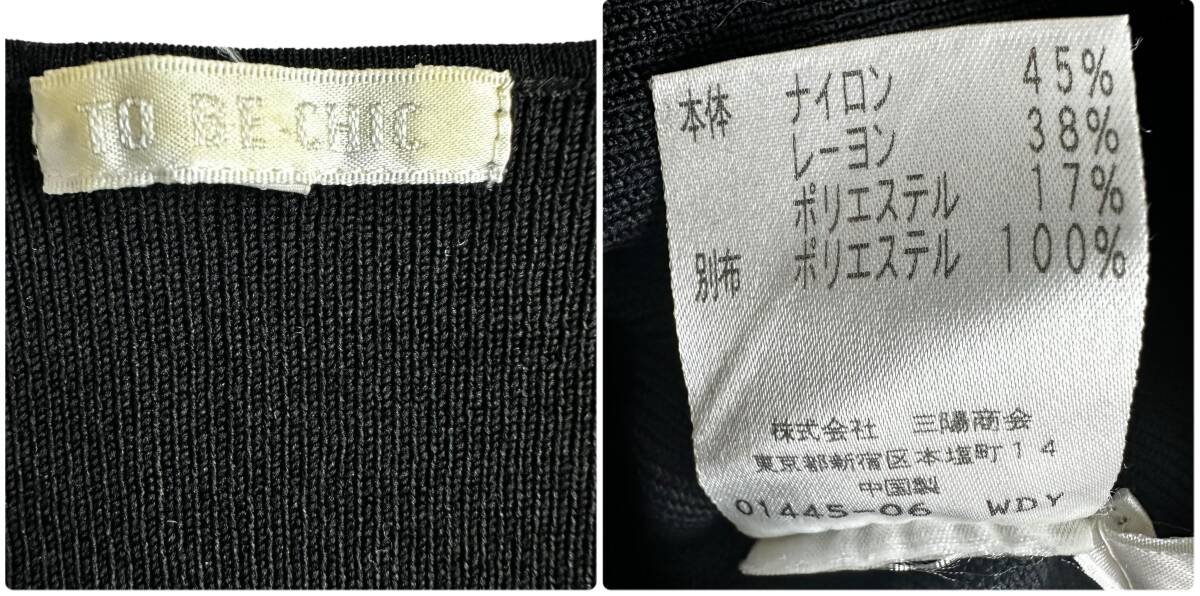 TO BE CHIC
本体 ナイロン 45%
レーヨン 38%
ポリエステル 17%
別布 ポリエステル 100%
株式会社 三陽商会
東京都新宿区本塩町14
中国製
01445-06 WDY